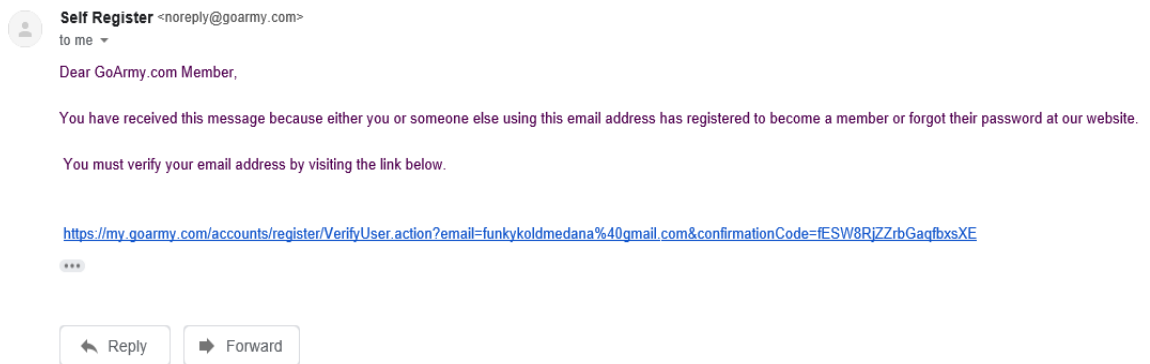 Self Register <noreply@goarmy.com>
to me
Dear GoArmy.com Member,
You have received this message because either you or someone else using this email address has registered to become a member or forgot their password at our website.
You must verify your email address by visiting the link below.
https://my.goarmy.com/accounts/register/VerifyUser.action?email=funkykoldmedana%40gmail.com&confirmationCode=fESW8RjZZrbGaqfbxsXE
Reply Forward